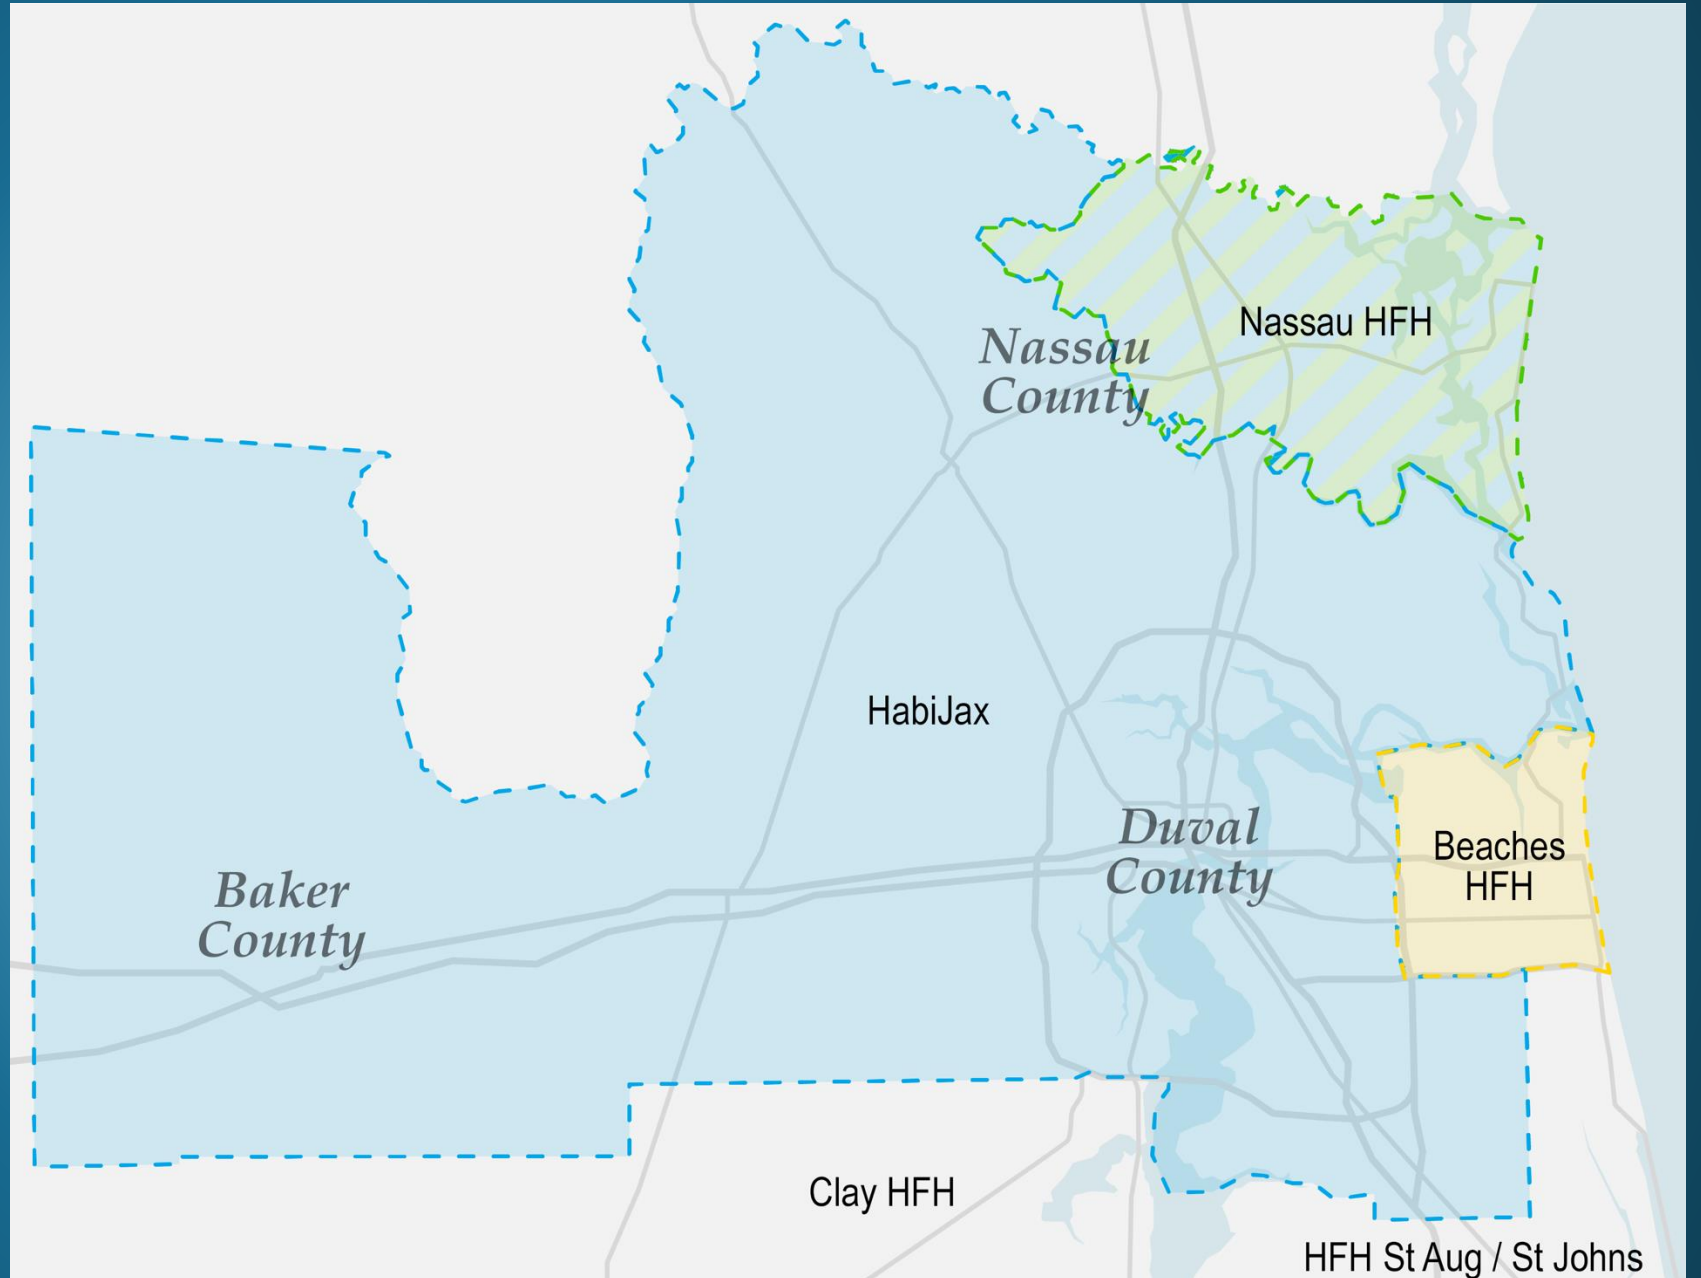 Nassau HFH
Nassau
County
HabiJax
Duval
County
Beaches
HFH
Baker
County
Clay HFH
HFH St Aug / St Johns